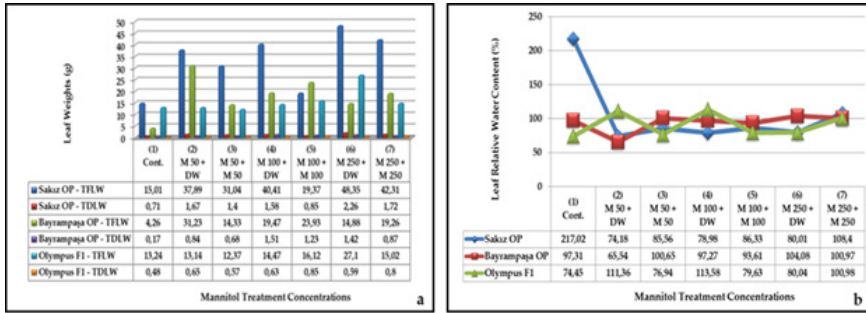 Leaf Weights (g)
50
45
40
35
30
25
20
15
10
5
0
(1) Cont. (2) M 50 + DW (3) M 50 + M 50 (4) M 100 + DW (5) M 100 + M 100 (6) M 250 + DW (7) M 250 + M 250
Sakız OP - TFLW 15,01 37,89 31,04 40,41 19,37 48,35 42,31
Sakız OP - TDLW 0,71 1,67 1,4 1,58 0,85 2,26 1,72
Bayrampaşa OP - TFLW 4,26 31,23 14,33 19,47 23,93 14,88 19,26
Bayrampaşa OP - TDLW 0,17 0,84 0,68 1,51 1,23 1,42 0,87
Olympus F1 - TFLW 13,24 13,14 12,37 14,47 16,12 27,1 15,02
Olympus F1 - TDLW 0,48 0,65 0,57 0,63 0,85 0,59 0,8
Mannitol Treatment Concentrations
a
Leaf Relative Water Content (%)
250
200
150
100
50
0
(1) Cont. (2) M 50 + DW (3) M 50 + M 50 (4) M 100 + DW (5) M 100 + M 100 (6) M 250 + DW (7) M 250 + M 250
Sakız OP 217,02 74,18 85,56 78,98 86,33 80,01 108,4
Bayrampaşa OP 97,31 65,54 100,65 97,27 93,61 104,08 100,97
Olympus F1 74,45 111,36 76,94 113,58 79,63 80,04 100,98
Mannitol Treatment Concentrations
b